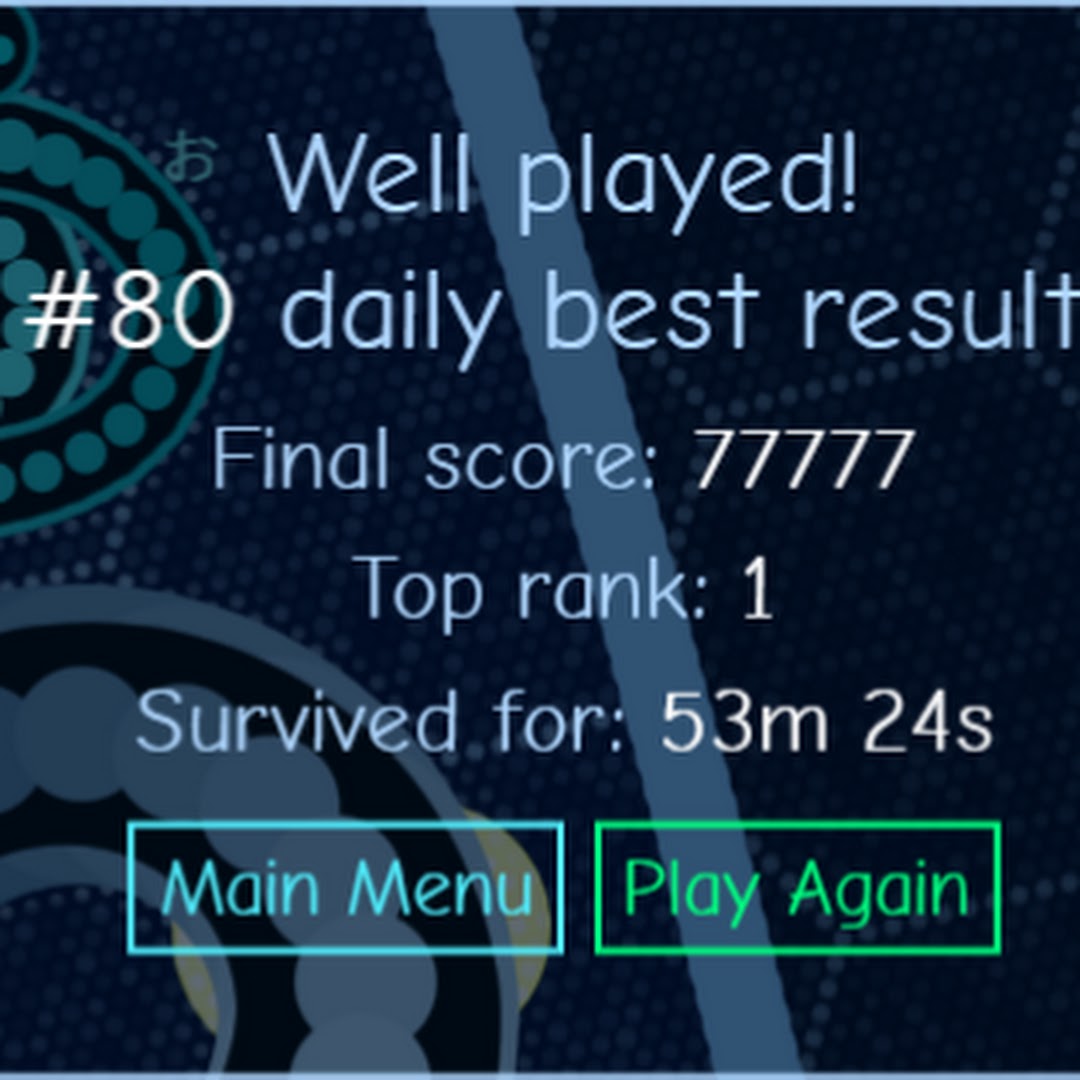 お
Well played!
#80 daily best result
Final score: 77777
Top rank: 1
Survived for: 53m 24s
Main Menu
Play Again